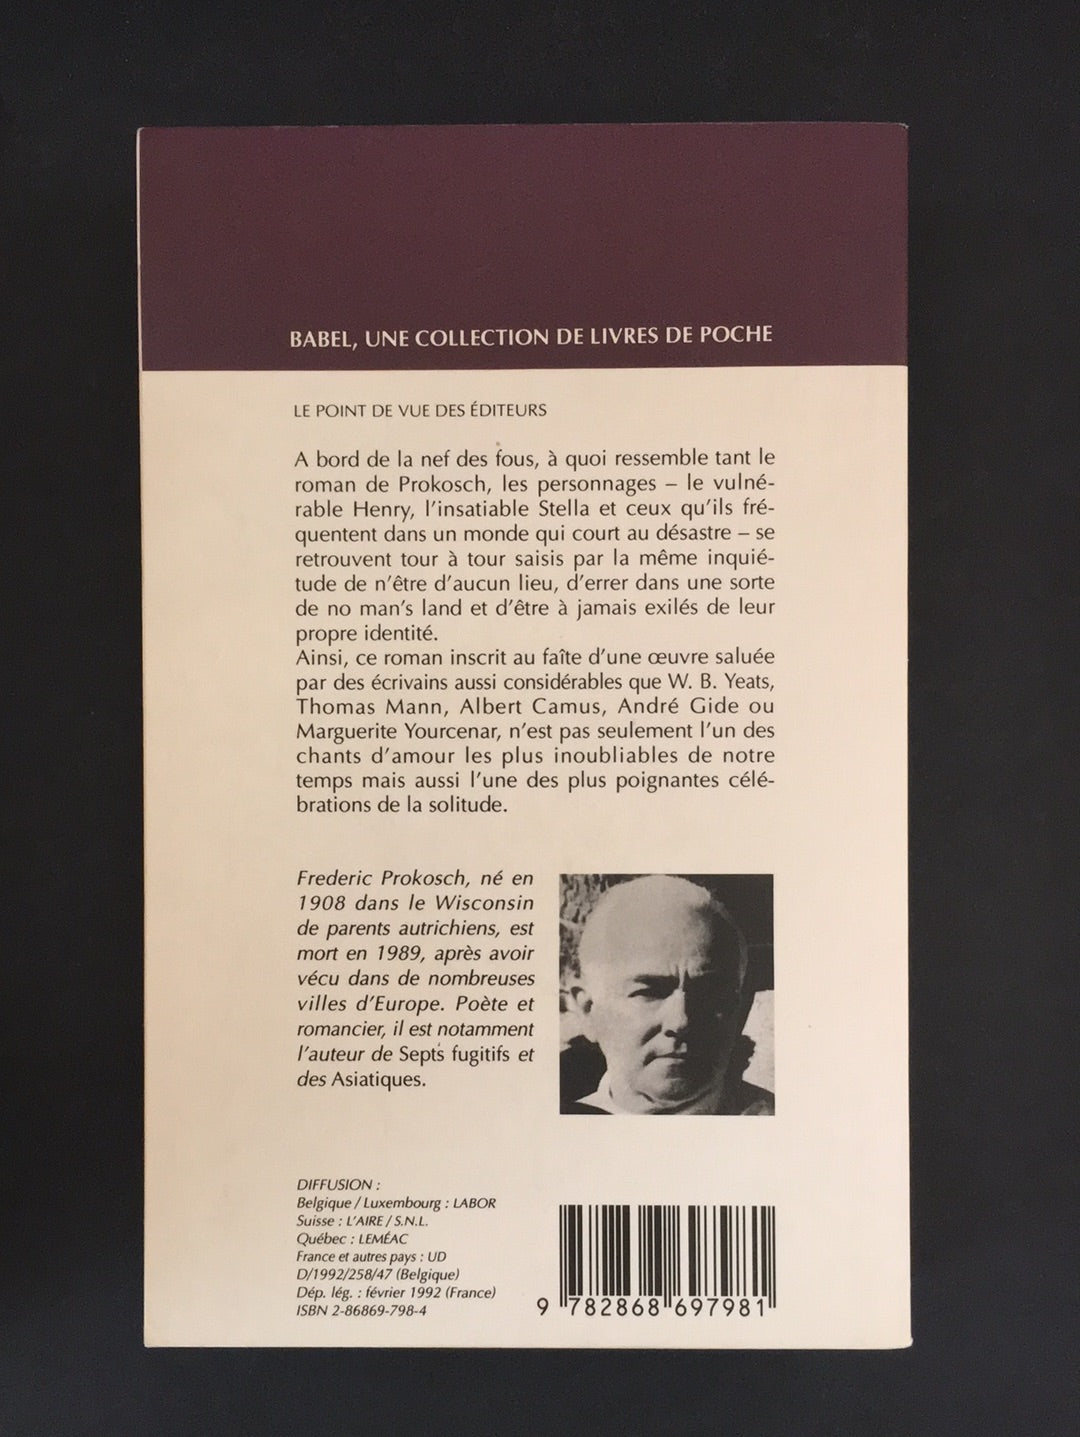 BABEL, UNE COLLECTION DE LIVRES DE POCHE
LE POINT DE VUE DES ÉDITEURS
A bord de la nef des fous, à quoi ressemble tant le
roman de Prokosch, les personnages – le vulné-
rable Henry, l'insatiable Stella et ceux qu'ils fré-
quentent dans un monde qui court au désastre – se
retrouvent tour à tour saisis par la même inquié-
tude de n'être d'aucun lieu, d'errer dans une sorte
de no man's land et d'être à jamais exilés de leur
propre identité.
Ainsi, ce roman inscrit au faîte d'une œuvre saluée
par des écrivains aussi considérables que W. B. Yeats,
Thomas Mann, Albert Camus, André Gide ou
Marguerite Yourcenar, n'est pas seulement l'un des
chants d'amour les plus inoubliables de notre
temps mais aussi l'une des plus poignantes célé-
brations de la solitude.
Frederic Prokosch, né en
1908 dans le Wisconsin
de parents autrichiens, est
mort en 1989, après avoir
vécu dans de nombreuses
villes d'Europe. Poète et
romancier, il est notamment
l'auteur de Septs fugitifs et
des Asiatiques.
DIFFUSION :
Belgique / Luxembourg : LABOR
Suisse : L'AIRE / S.N.L.
Québec : LEMÉAC
France et autres pays : UD
D/1992/258/47 (Belgique)
Dép. lég. : février 1992 (France)
ISBN 2-86869-798-4
9 782868 697981